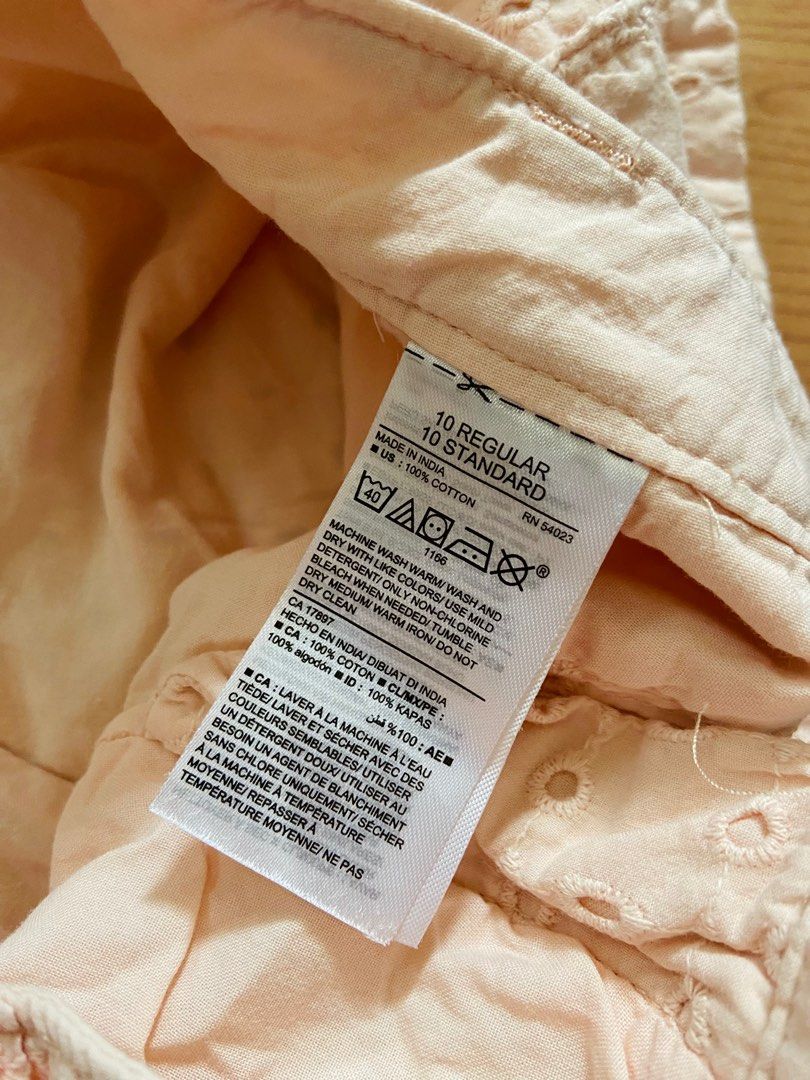 10 REGULAR
10 STANDARD
MADE IN INDIA RN 54023
■ US : 100% COTTON
40
1166
MACHINE WASH WARM/ WASH AND
DRY WITH LIKE COLORS/ USE MILD
DETERGENT/ ONLY NON-CHLORINE
BLEACH WHEN NEEDED/ TUMBLE
DRY MEDIUM/ WARM IRON/ DO NOT
DRY CLEAN
®
CA 17897
HECHO EN INDIA/ DIBUAT DI INDIA
■ CA : 100% COTON ■ CL/MX/PE :
100% algodón ■ ID : 100% KAPAS
■AE : 100% قطن
■ CA : LAVER À LA MACHINE À L'EAU
TIÈDE/ LAVER ET SÉCHER AVEC DES
COULEURS SEMBLABLES/ UTILISER
UN DÉTERGENT DOUX/ UTILISER AU
BESOIN UN AGENT DE BLANCHIMENT
SANS CHLORE UNIQUEMENT/ SÉCHER
À LA MACHINE À TEMPÉRATURE
MOYENNE/ REPASSER À
TEMPÉRATURE MOYENNE/ NE PAS